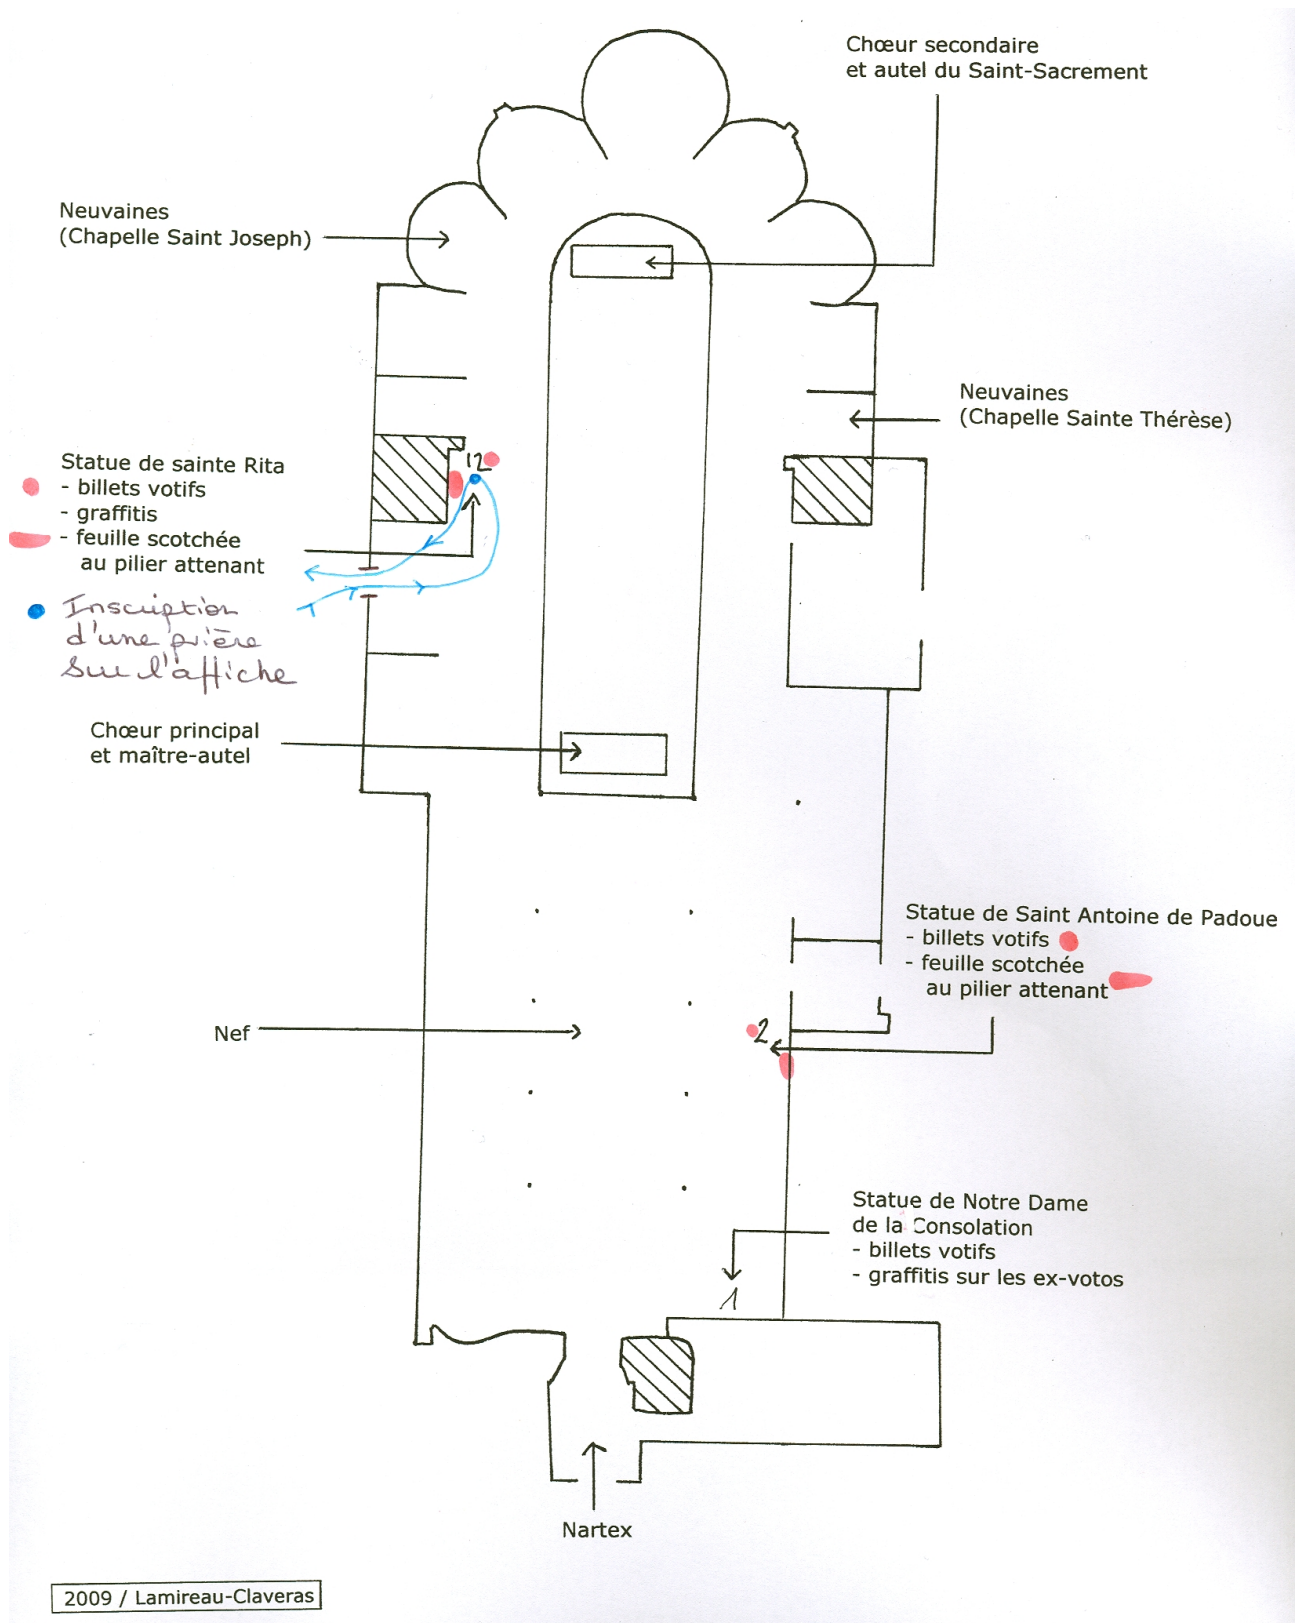 Chœur secondaire
et autel du Saint-Sacrement
Neuvaines
(Chapelle Saint Joseph)
Neuvaines
(Chapelle Sainte Thérèse)
Statue de sainte Rita
- billets votifs
- graffitis
- feuille scotchée
au pilier attenant
12
Inscription
d'une prière
sur l'affiche
Chœur principal
et maître-autel
Statue de Saint Antoine de Padoue
- billets votifs
- feuille scotchée
au pilier attenant
Nef
2
Statue de Notre Dame
de la Consolation
- billets votifs
- graffitis sur les ex-votos
1
Nartex
2009 / Lamireau-Claveras